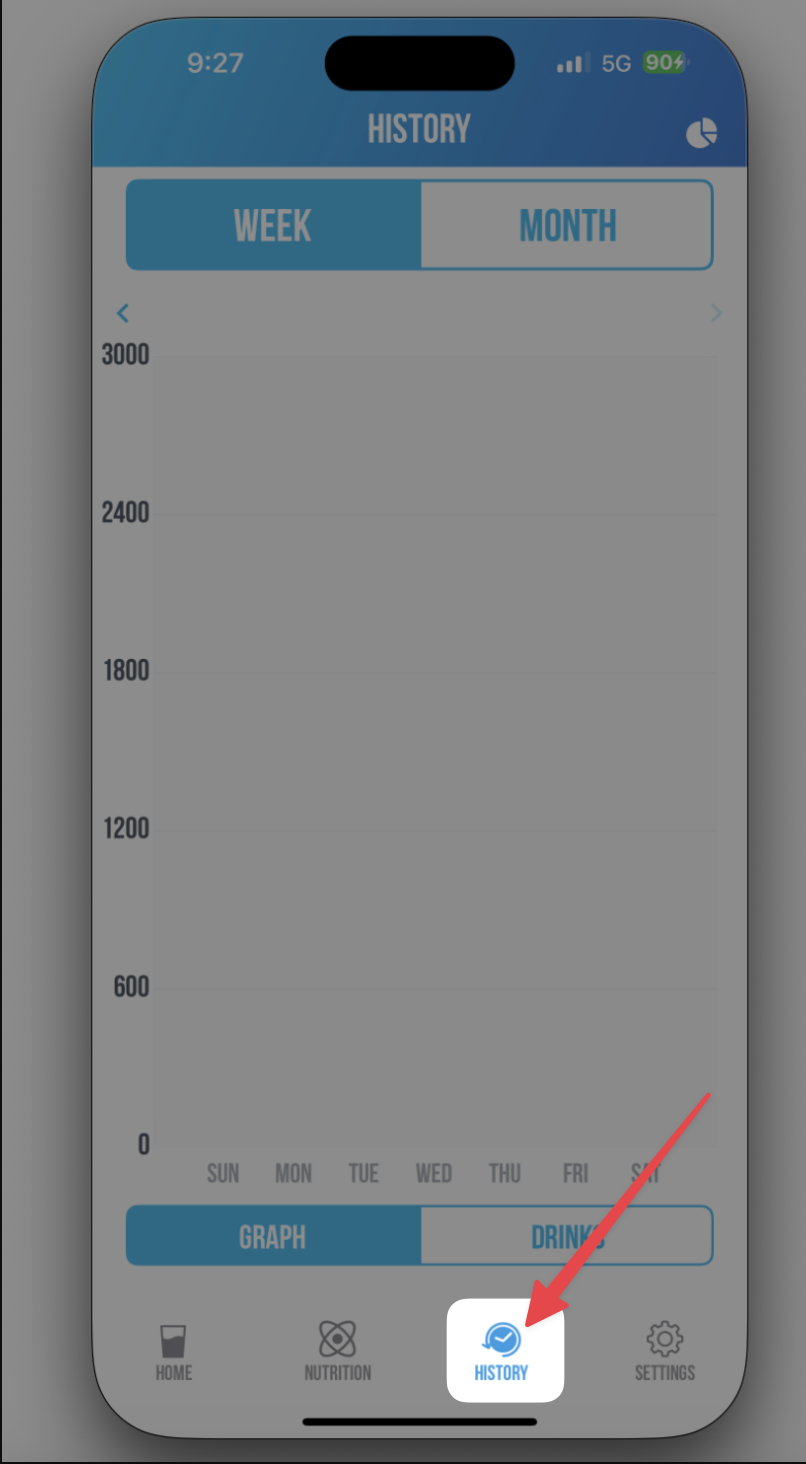 9:27 5G 90
HISTORY
WEEK MONTH
3000
2400
1800
1200
600
0
SUN MON TUE WED THU FRI SAT
GRAPH DRINKS
HOME NUTRITION HISTORY SETTINGS